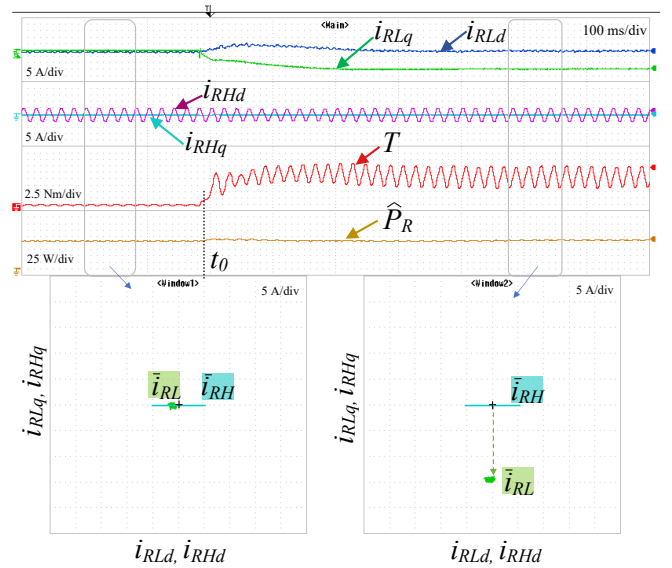 <Main>
100 ms/div
i_RLq i_RLd
5 A/div
i_RHd
5 A/div
i_RHq
T
2.5 Nm/div
P̂_R
25 W/div
t_0
<Window1>
5 A/div
i_RLq, i_RHq
ī_RL ī_RH
i_RLd, i_RHd
<Window2>
5 A/div
i_RLq, i_RHq
ī_RH
ī_RL
i_RLd, i_RHd